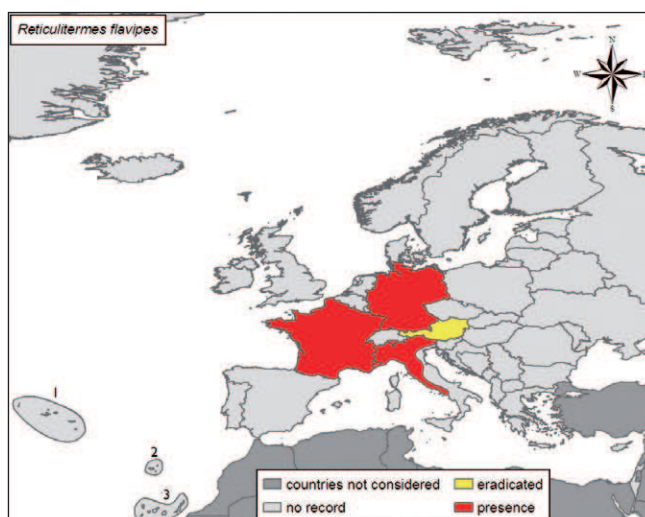 Reticulitermes flavipes
N
W
E
S
1
2
3
countries not considered
eradicated
no record
presence